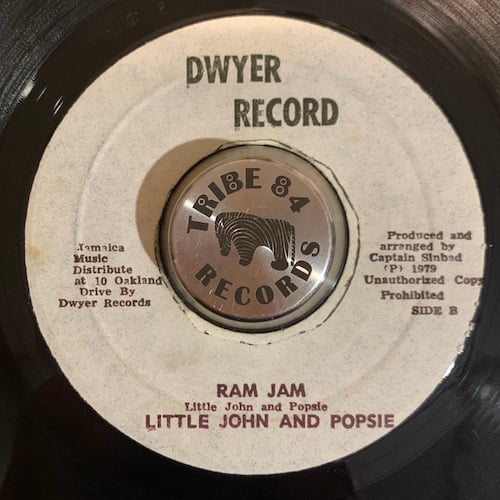 DWYER
RECORD
TRIBE 84
RECORDS
Jamaica
Music
Distribute
at 10 Oakland
Drive By
Dwyer Records
Produced and
arranged by
Captain Sinbad
(P) 1979
Unauthorized Copy
Prohibited
SIDE B
RAM JAM
Little John and Popsie
LITTLE JOHN AND POPSIE